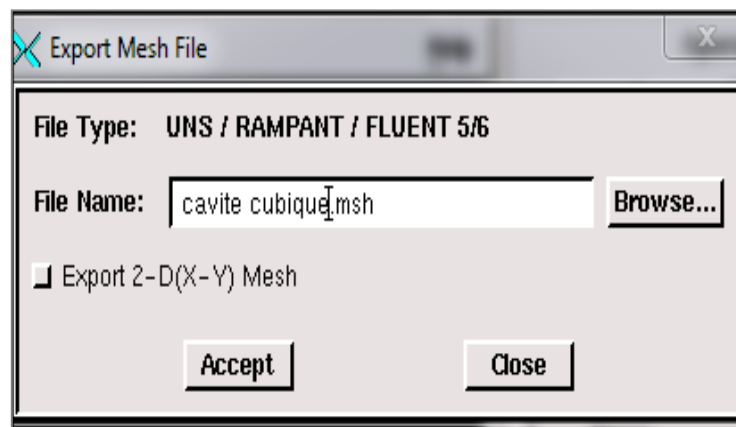 Export Mesh File
File Type: UNS / RAMPANT / FLUENT 5/6
File Name: cavite cubique.msh Browse...
Export 2-D(X-Y) Mesh
Accept Close